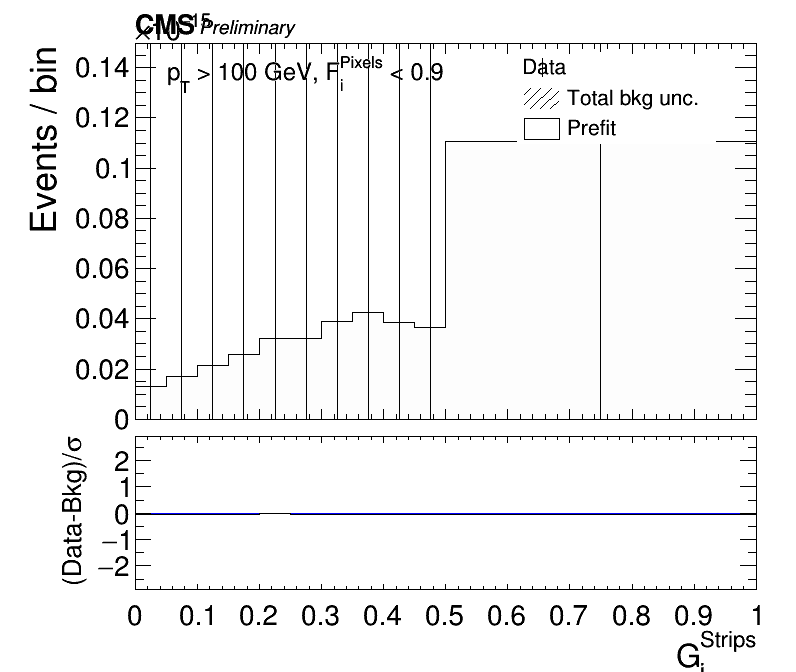 CMS Preliminary
×10^15
p_T > 100 GeV, F_i^Pixels < 0.9
Data
Total bkg unc.
Prefit
Events / bin
0.14
0.12
0.1
0.08
0.06
0.04
0.02
0
(Data-Bkg)/σ
2
1
0
−1
−2
0 0.1 0.2 0.3 0.4 0.5 0.6 0.7 0.8 0.9 1
G_i^Strips